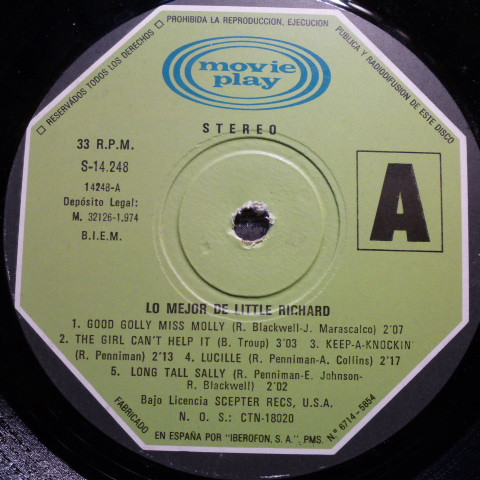 □ RESERVADOS TODOS LOS DERECHOS □ PROHIBIDA LA REPRODUCCION, EJECUCION PUBLICA Y RADIODIFUSION DE ESTE DISCO
movie
play
STEREO
33 R.P.M.
S-14.248
14248-A
Depósito Legal:
M. 32126-1.974
B.I.E.M.
A
LO MEJOR DE LITTLE RICHARD
1. GOOD GOLLY MISS MOLLY (R. Blackwell-J. Marascalco) 2'07
2. THE GIRL CAN'T HELP IT (B. Troup) 3'03 3. KEEP-A-KNOCKIN'
(R. Penniman) 2'13 4. LUCILLE (R. Penniman-A. Collins) 2'17
5. LONG TALL SALLY (R. Penniman-E. Johnson-
R. Blackwell) 2'02
Bajo Licencia SCEPTER RECS, U.S.A.
N. O. S.: CTN-18020
FABRICADO EN ESPAÑA POR "IBEROFON, S.A.", PMS. N.º 6714-5854